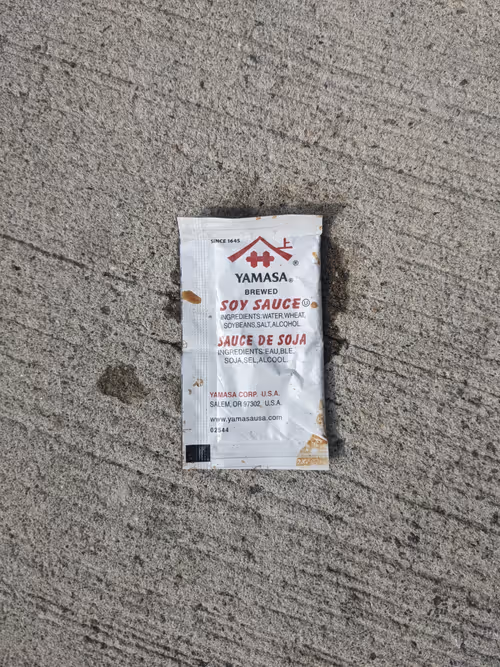 SINCE 1645
上
YAMASA®
BREWED
SOY SAUCE Ⓤ
INGREDIENTS:WATER,WHEAT,
SOYBEANS,SALT,ALCOHOL.
SAUCE DE SOJA
INGREDIENTS:EAU,BLE,
SOJA,SEL,ALCOOL.
YAMASA CORP. U.S.A.
SALEM, OR 97302, U.S.A.
www.yamasausa.com
02544